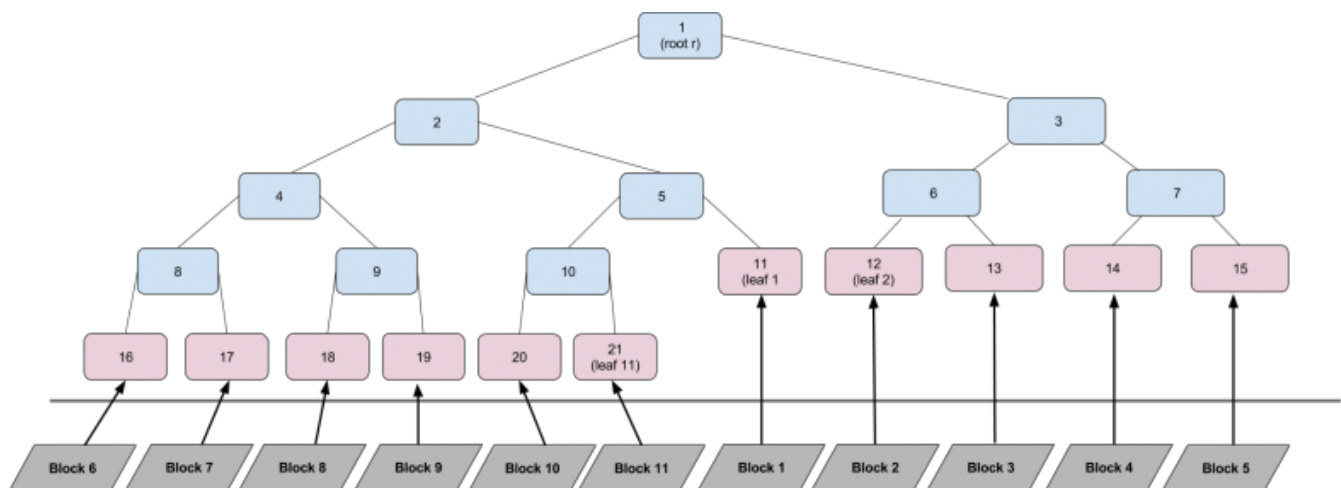 1
(root r)
2
3
4
5
6
7
8
9
10
11
(leaf 1
12
(leaf 2)
13
14
15
16
17
18
19
20
21
(leaf 11)
Block 6
Block 7
Block 8
Block 9
Block 10
Block 11
Block 1
Block 2
Block 3
Block 4
Block 5